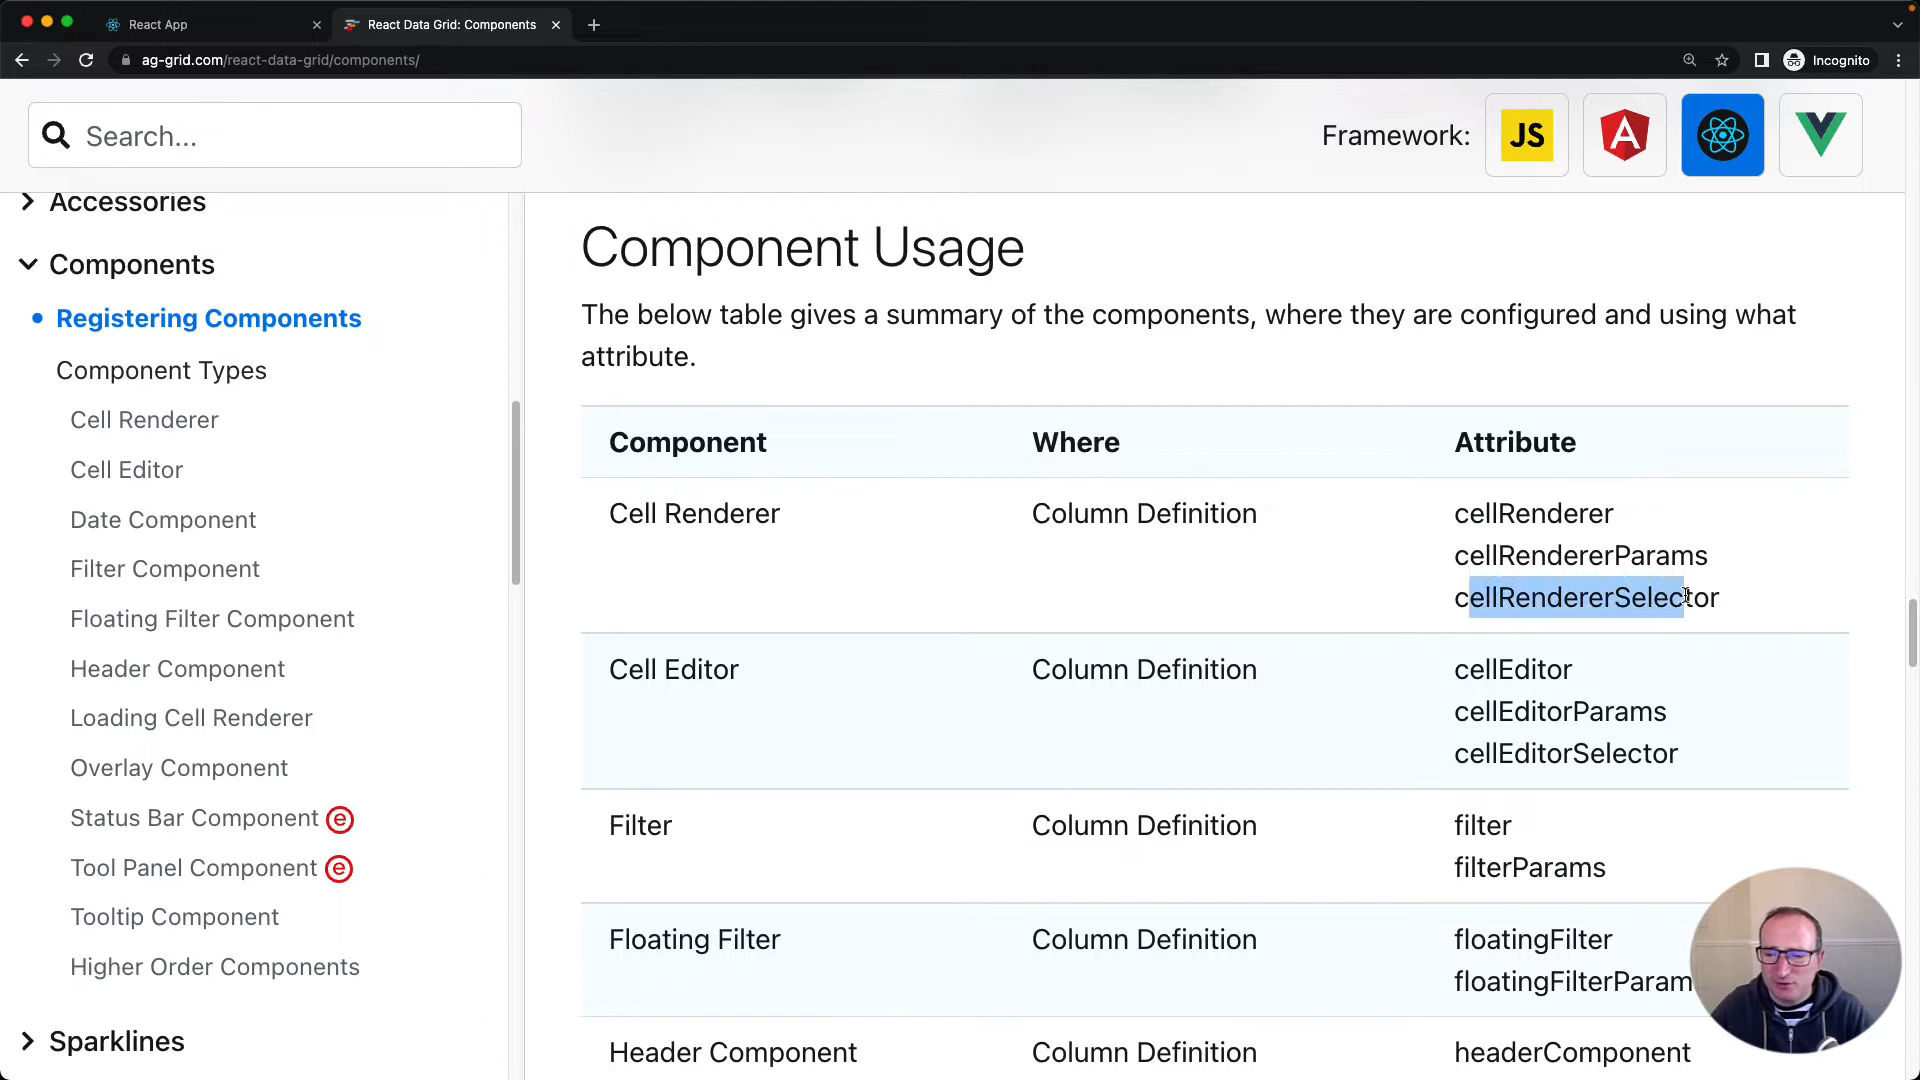 React App
React Data Grid: Components
ag-grid.com/react-data-grid/components/
Incognito
Search...
Framework:
JS
Accessories
Components
Registering Components
Component Types
Cell Renderer
Cell Editor
Date Component
Filter Component
Floating Filter Component
Header Component
Loading Cell Renderer
Overlay Component
Status Bar Component e
Tool Panel Component e
Tooltip Component
Higher Order Components
Sparklines
Component Usage
The below table gives a summary of the components, where they are configured and using what
attribute.
Component Where Attribute
Cell Renderer Column Definition cellRenderer
cellRendererParams
cellRendererSelector
Cell Editor Column Definition cellEditor
cellEditorParams
cellEditorSelector
Filter Column Definition filter
filterParams
Floating Filter Column Definition floatingFilter
floatingFilterParam
Header Component Column Definition headerComponent